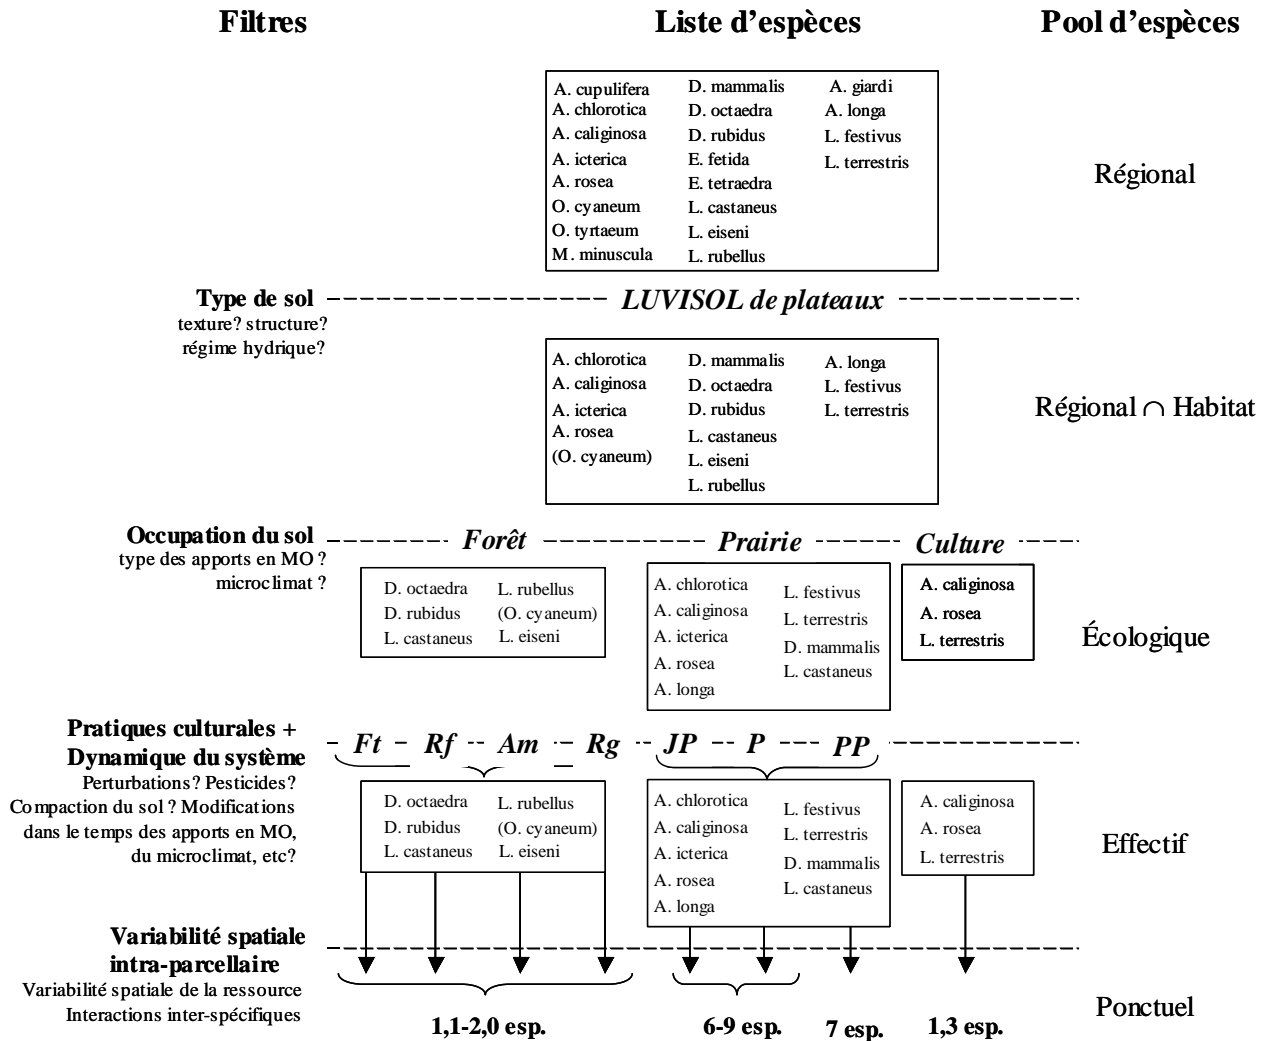 Filtres
Liste d'espèces
Pool d'espèces
A. cupulifera
A. chlorotica
A. caliginosa
A. icterica
A. rosea
O. cyaneum
O. tyrtaeum
M. minuscula
D. mammalis
D. octaedra
D. rubidus
E. fetida
E. tetraedra
L. castaneus
L. eiseni
L. rubellus
A. giardi
A. longa
L. festivus
L. terrestris
Régional
Type de sol
texture? structure?
régime hydrique?
LUVISOL de plateaux
A. chlorotica
A. caliginosa
A. icterica
A. rosea
(O. cyaneum)
D. mammalis
D. octaedra
D. rubidus
L. castaneus
L. eiseni
L. rubellus
A. longa
L. festivus
L. terrestris
Régional ∩ Habitat
Occupation du sol
type des apports en MO ?
microclimat ?
Forêt
Prairie
Culture
D. octaedra
D. rubidus
L. castaneus
L. rubellus
(O. cyaneum)
L. eiseni
A. chlorotica
A. caliginosa
A. icterica
A. rosea
A. longa
L. festivus
L. terrestris
D. mammalis
L. castaneus
A. caliginosa
A. rosea
L. terrestris
Écologique
Pratiques culturales +
Dynamique du système
Perturbations? Pesticides?
Compaction du sol ? Modifications
dans le temps des apports en MO,
du microclimat, etc?
Ft
Rf
Am
Rg
JP
P
PP
D. octaedra
D. rubidus
L. castaneus
L. rubellus
(O. cyaneum)
L. eiseni
A. chlorotica
A. caliginosa
A. icterica
A. rosea
A. longa
L. festivus
L. terrestris
D. mammalis
L. castaneus
A. caliginosa
A. rosea
L. terrestris
Effectif
Variabilité spatiale
intra-parcellaire
Variabilité spatiale de la ressource
Interactions inter-spécifiques
1,1-2,0 esp.
6-9 esp.
7 esp.
1,3 esp.
Ponctuel